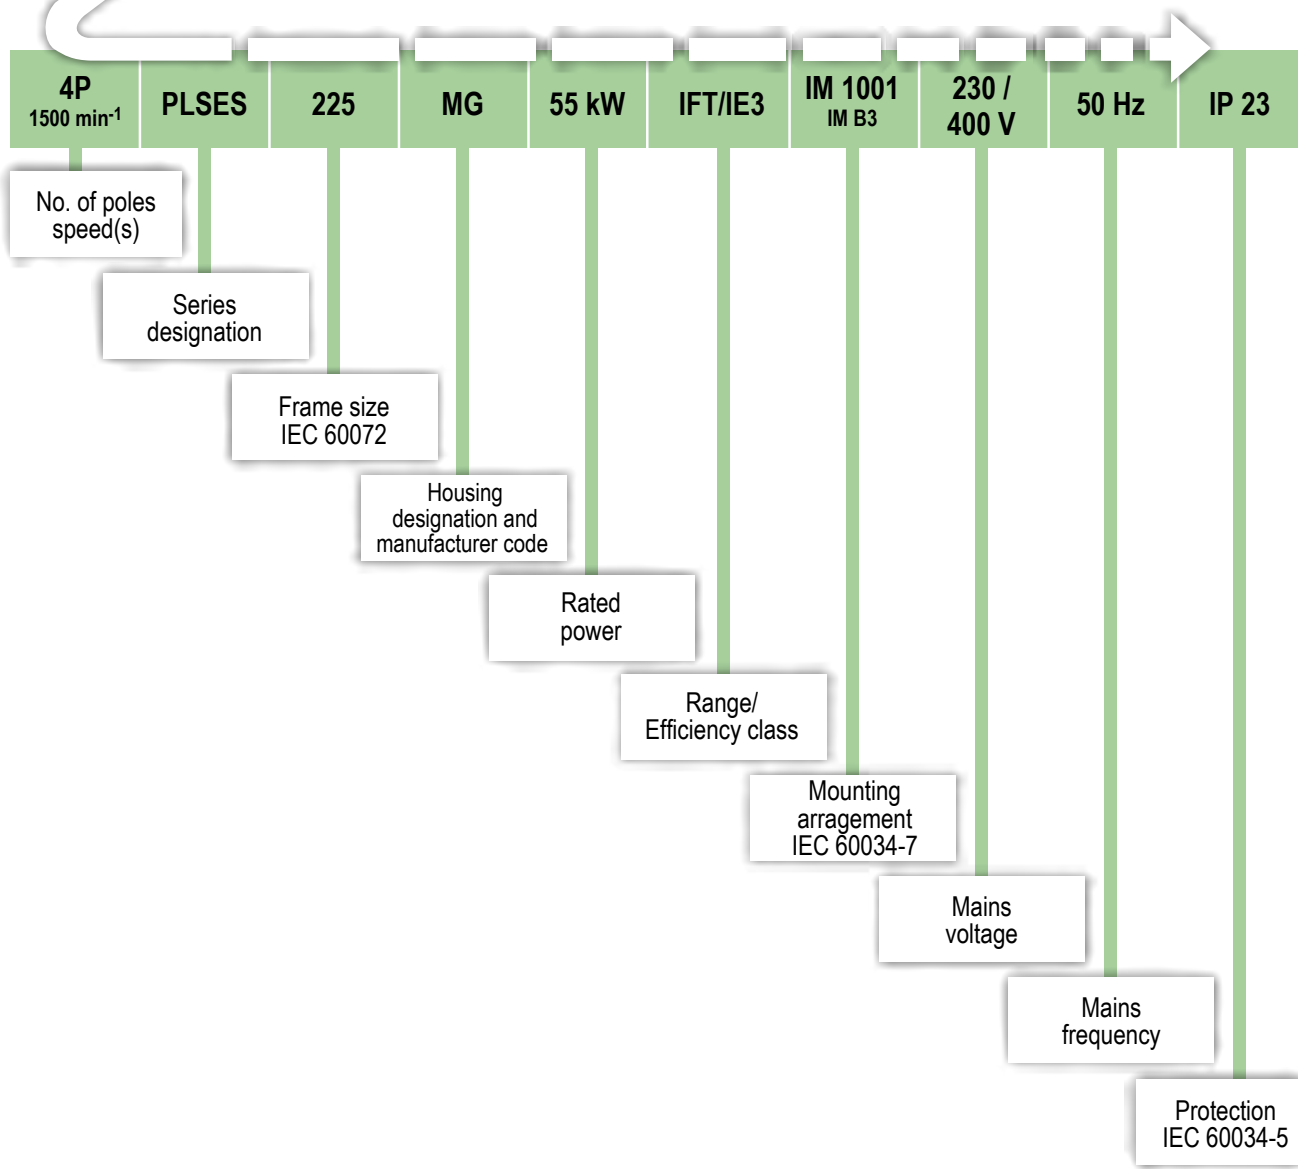 4P
1500 min-1
PLSES
225
MG
55 kW
IFT/IE3
IM 1001
IM B3
230 /
400 V
50 Hz
IP 23
No. of poles
speed(s)
Series
designation
Frame size
IEC 60072
Housing
designation and
manufacturer code
Rated
power
Range/
Efficiency class
Mounting
arragement
IEC 60034-7
Mains
voltage
Mains
frequency
Protection
IEC 60034-5